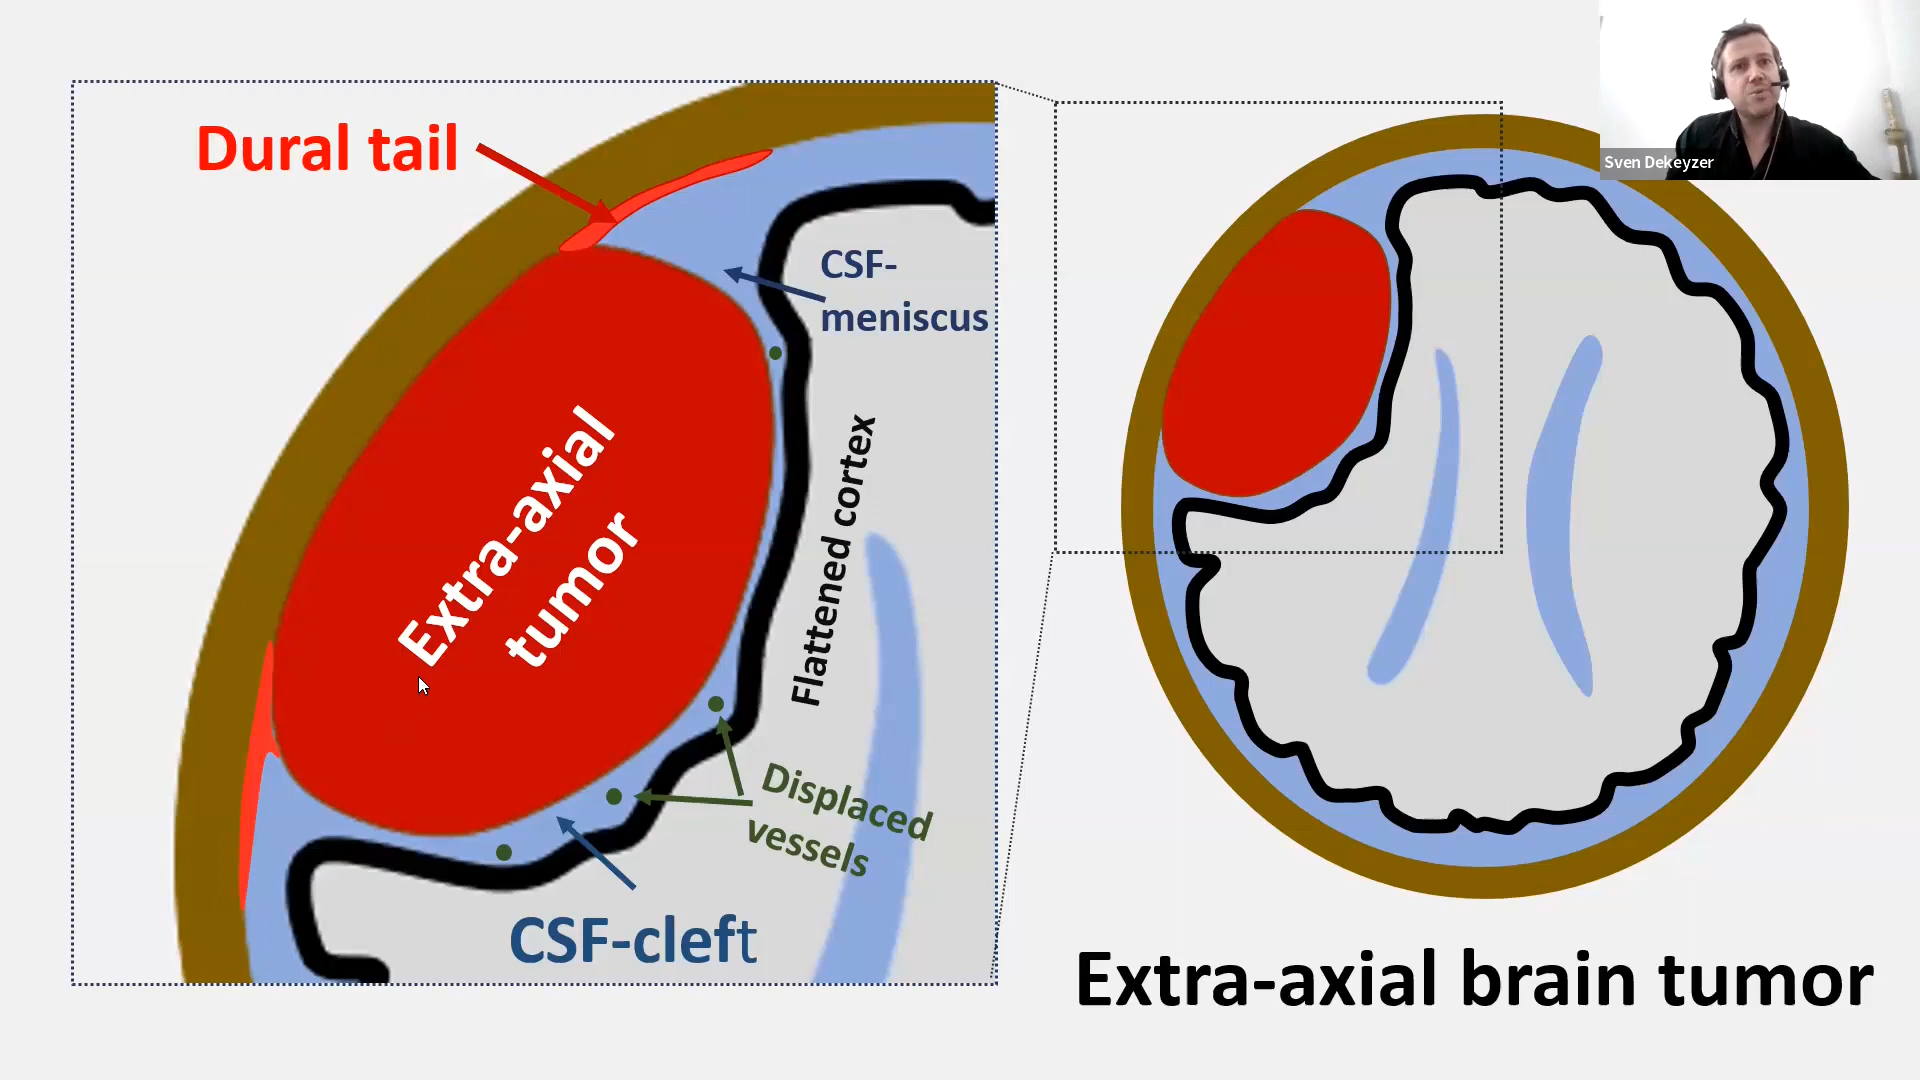 Dural tail
CSF-
meniscus
Extra-axial
tumor
Flattened cortex
Displaced
vessels
CSF-cleft
Sven Dekeyzer
Extra-axial brain tumor